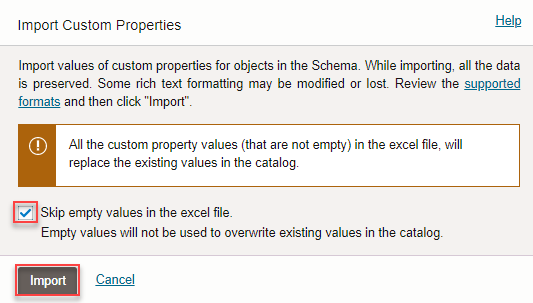 Import Custom Properties
Help
Import values of custom properties for objects in the Schema. While importing, all the data
is preserved. Some rich text formatting may be modified or lost. Review the supported
formats and then click "Import".
All the custom property values (that are not empty) in the excel file, will
replace the existing values in the catalog.
Skip empty values in the excel file.
Empty values will not be used to overwrite existing values in the catalog.
Import
Cancel